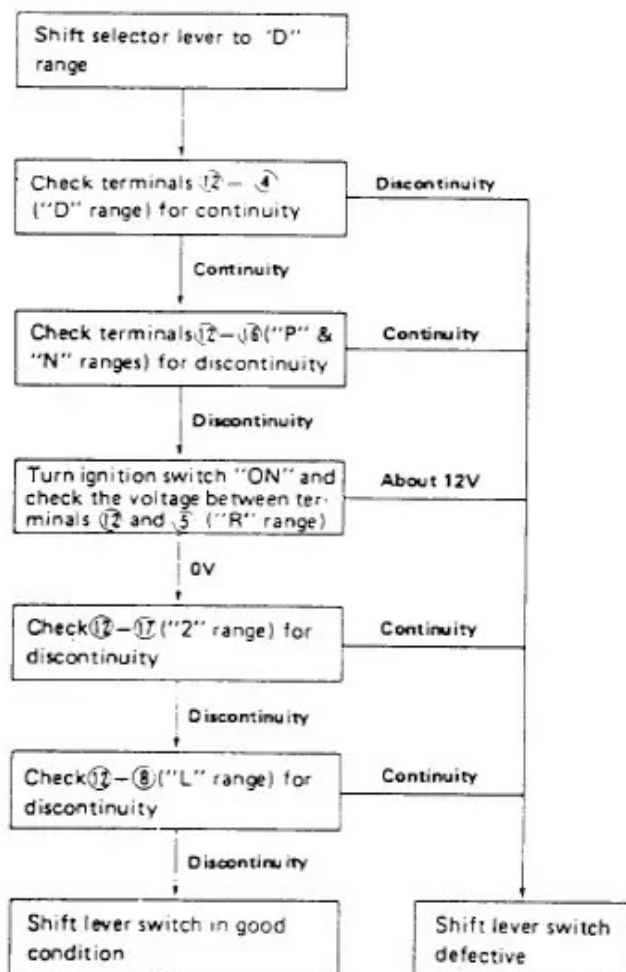 Shift selector lever to "D"
range
Check terminals ⑫ – ④
("D" range) for continuity
Discontinuity
Continuity
Check terminals ⑫–⑯ ("P" &
"N" ranges) for discontinuity
Continuity
Discontinuity
Turn ignition switch "ON" and
check the voltage between ter-
minals ⑫ and ⑤ ("R" range)
About 12V
0V
Check ⑫–⑰ ("2" range) for
discontinuity
Continuity
Discontinuity
Check ⑫–⑧ ("L" range) for
discontinuity
Continuity
Discontinuity
Shift lever switch in good
condition
Shift lever switch
defective